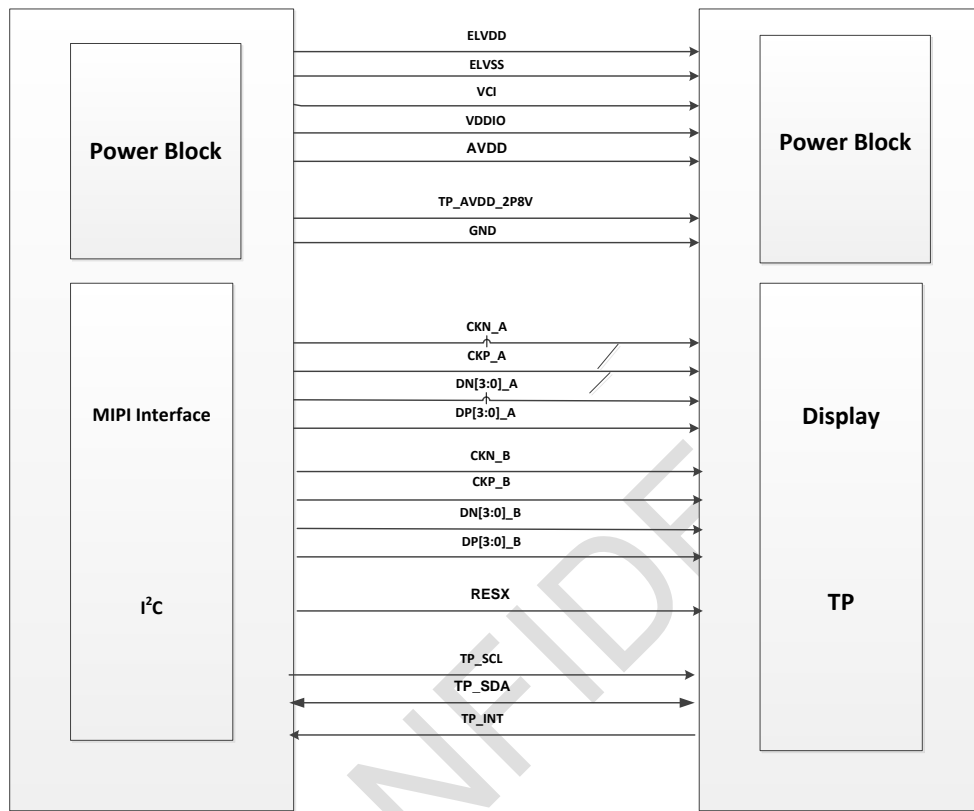 ELVDD
ELVSS
VCI
VDDIO
AVDD
Power Block
Power Block
TP_AVDD_2P8V
GND
CKN_A
CKP_A
DN[3:0]_A
DP[3:0]_A
MIPI Interface
Display
CKN_B
CKP_B
DN[3:0]_B
DP[3:0]_B
I²C
RESX
TP
TP_SCL
TP_SDA
TP_INT
NFIDE